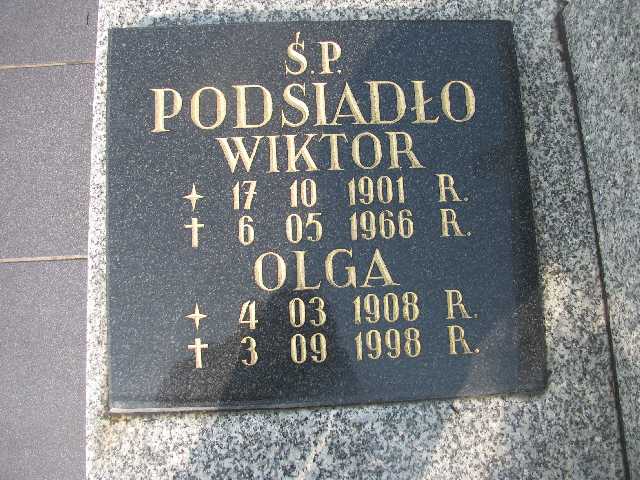 Ś.P.
PODSIADŁO
WIKTOR
✦ 17 10 1901 R.
✝ 6 05 1966 R.
OLGA
✦ 4 03 1908 R.
✝ 3 09 1998 R.